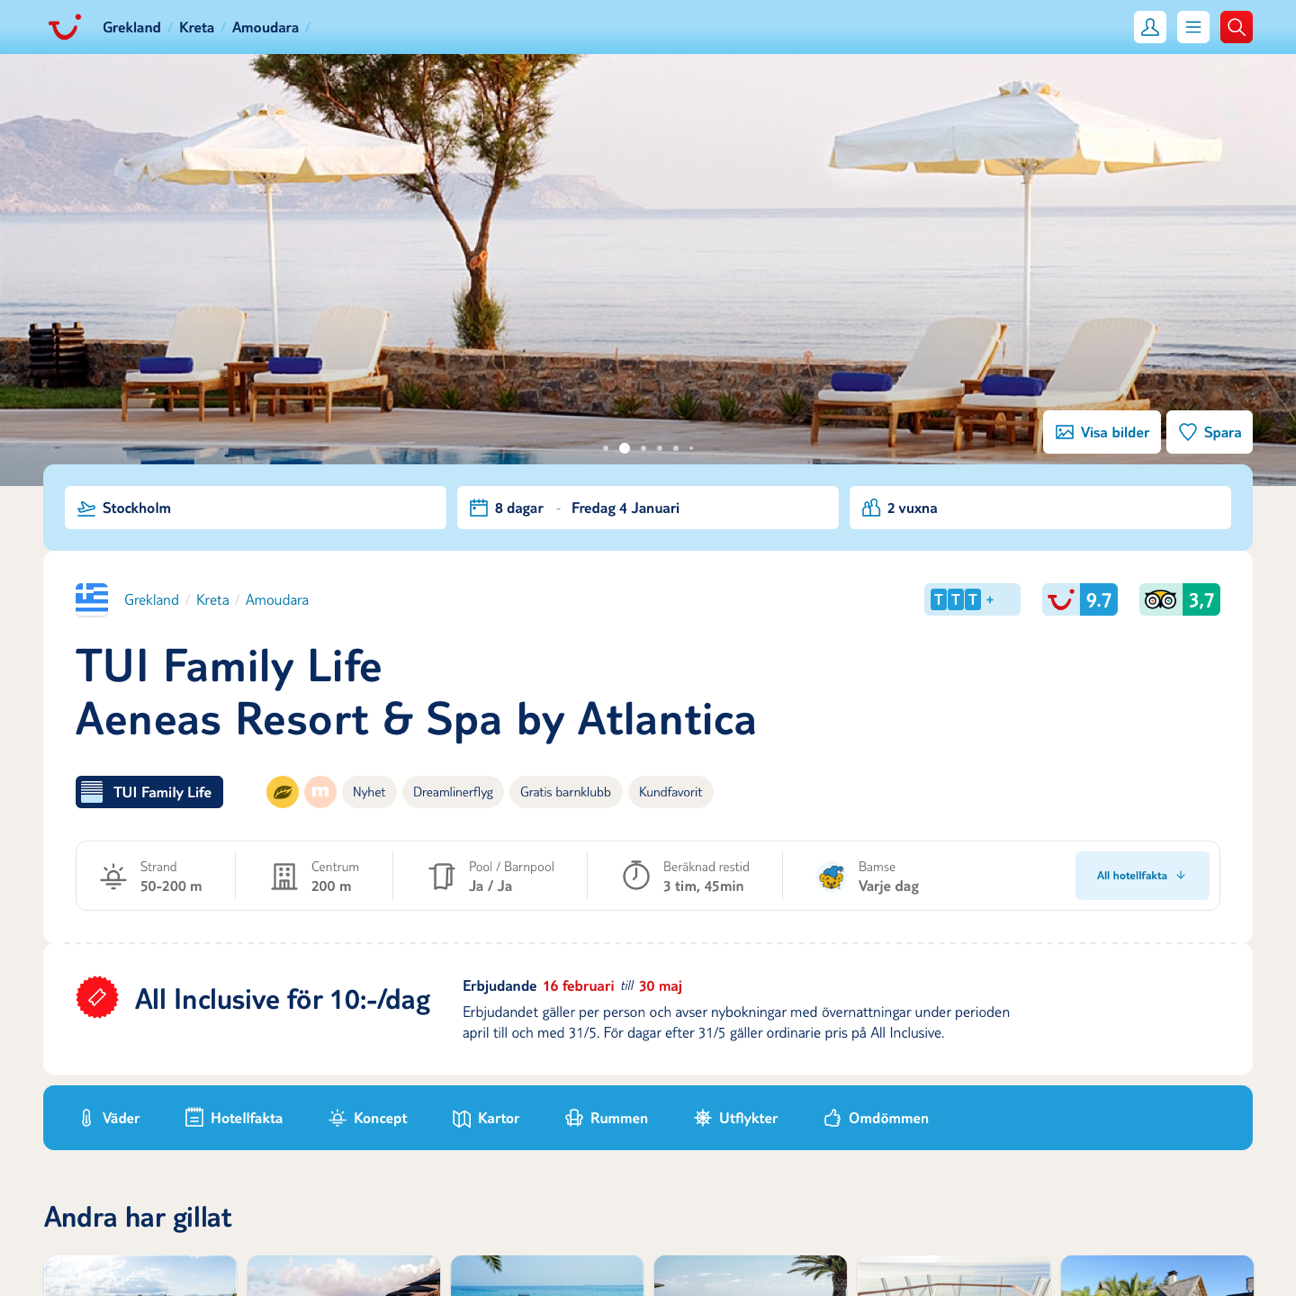 Grekland / Kreta / Amoudara /
Visa bilder
Spara
Stockholm
8 dagar - Fredag 4 Januari
2 vuxna
Grekland / Kreta / Amoudara
TTT+
9.7
3,7
TUI Family Life
Aeneas Resort & Spa by Atlantica
TUI Family Life
m
Nyhet
Dreamlinerflyg
Gratis barnklubb
Kundfavorit
Strand
50-200 m
Centrum
200 m
Pool / Barnpool
Ja / Ja
Beräknad restid
3 tim, 45min
Bamse
Varje dag
All hotellfakta
All Inclusive för 10:-/dag
Erbjudande 16 februari till 30 maj
Erbjudandet gäller per person och avser nybokningar med övernattningar under perioden
april till och med 31/5. För dagar efter 31/5 gäller ordinarie pris på All Inclusive.
Väder
Hotellfakta
Koncept
Kartor
Rummen
Utflykter
Omdömmen
Andra har gillat